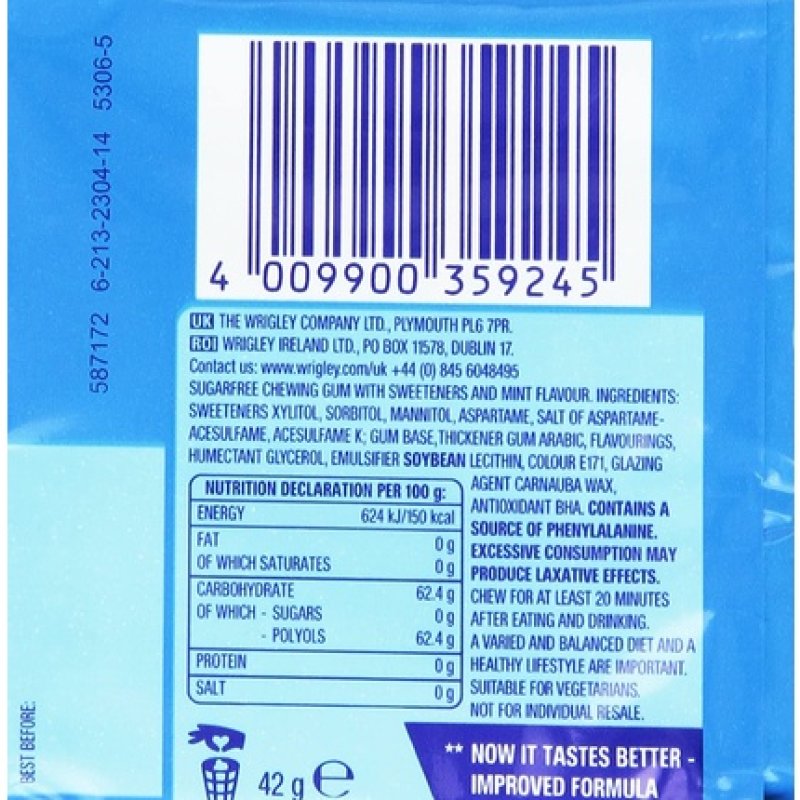 587172 6-213-2304-14 5306-5
4 009900 359245
UK THE WRIGLEY COMPANY LTD., PLYMOUTH PL6 7PR.
ROI WRIGLEY IRELAND LTD., PO BOX 11578, DUBLIN 17.
Contact us: www.wrigley.com/uk +44 (0) 845 6048495
SUGARFREE CHEWING GUM WITH SWEETENERS AND MINT FLAVOUR. INGREDIENTS:
SWEETENERS XYLITOL, SORBITOL, MANNITOL, ASPARTAME, SALT OF ASPARTAME-
ACESULFAME, ACESULFAME K; GUM BASE, THICKENER GUM ARABIC, FLAVOURINGS,
HUMECTANT GLYCEROL, EMULSIFIER SOYBEAN LECITHIN, COLOUR E171, GLAZING
AGENT CARNAUBA WAX,
ANTIOXIDANT BHA. CONTAINS A
SOURCE OF PHENYLALANINE.
EXCESSIVE CONSUMPTION MAY
PRODUCE LAXATIVE EFFECTS.
CHEW FOR AT LEAST 20 MINUTES
AFTER EATING AND DRINKING.
A VARIED AND BALANCED DIET AND A
HEALTHY LIFESTYLE ARE IMPORTANT.
SUITABLE FOR VEGETARIANS.
NOT FOR INDIVIDUAL RESALE.
NUTRITION DECLARATION PER 100 g:
ENERGY 624 kJ/150 kcal
FAT 0 g
OF WHICH SATURATES 0 g
CARBOHYDRATE 62.4 g
OF WHICH - SUGARS 0 g
- POLYOLS 62.4 g
PROTEIN 0 g
SALT 0 g
BEST BEFORE:
42 g e
** NOW IT TASTES BETTER -
IMPROVED FORMULA